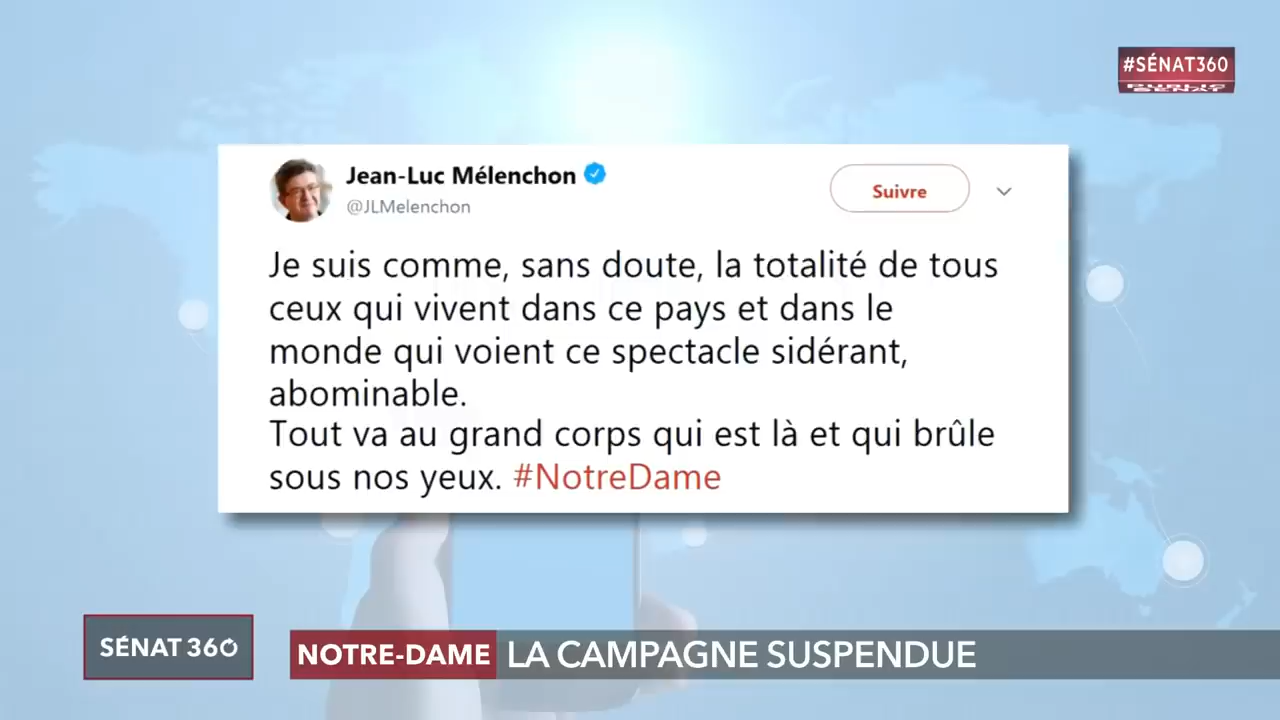 #SÉNAT360
PUBLIC SENAT
Jean-Luc Mélenchon
@JLMelenchon
Suivre
Je suis comme, sans doute, la totalité de tous
ceux qui vivent dans ce pays et dans le
monde qui voient ce spectacle sidérant,
abominable.
Tout va au grand corps qui est là et qui brûle
sous nos yeux. #NotreDame
SÉNAT 360
NOTRE-DAME LA CAMPAGNE SUSPENDUE